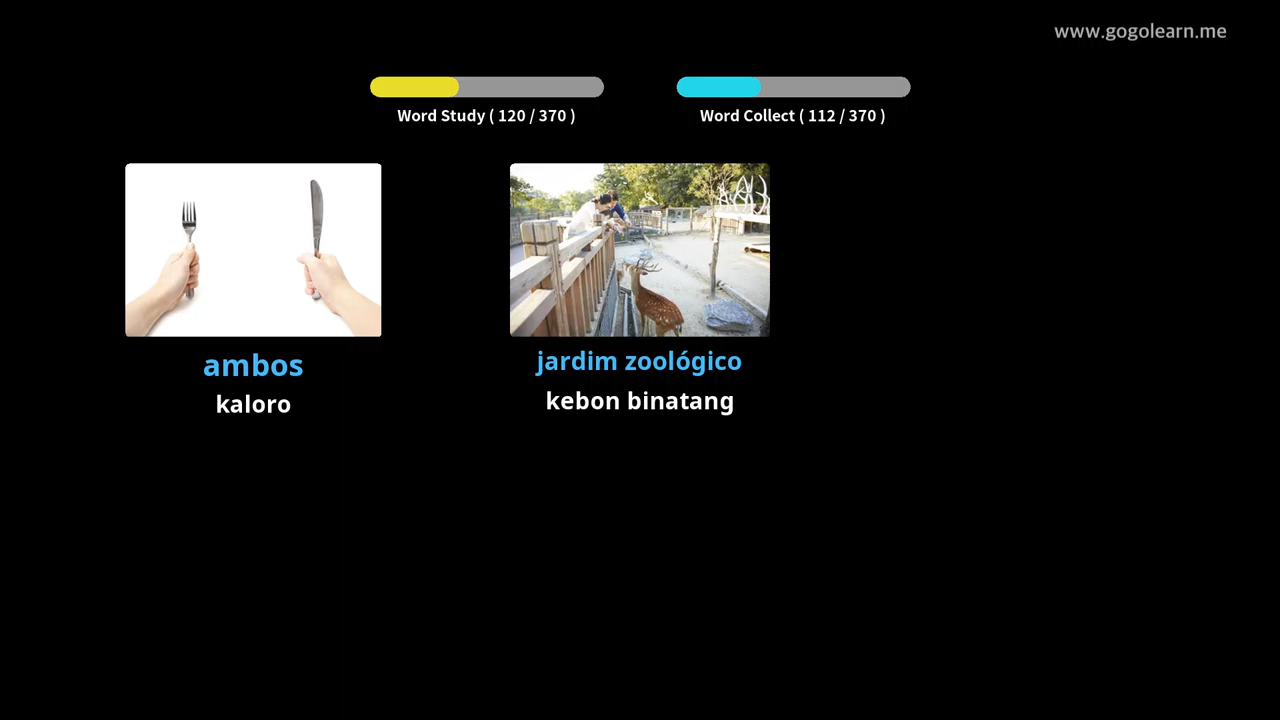 www.gogolearn.me
Word Study ( 120 / 370 )
Word Collect ( 112 / 370 )
ambos
kaloro
jardim zoológico
kebon binatang